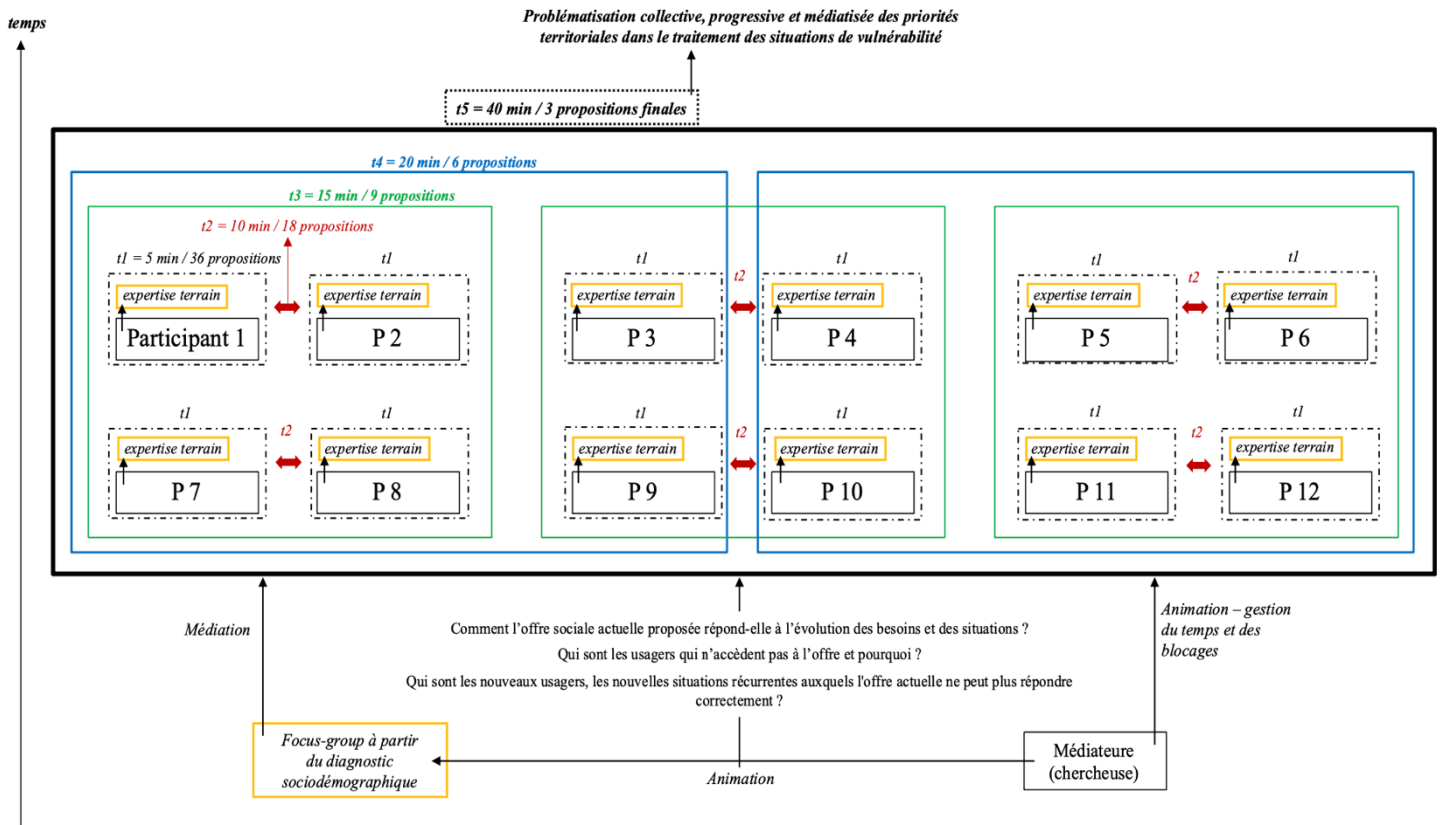 temps
Problématisation collective, progressive et médiatisée des priorités
territoriales dans le traitement des situations de vulnérabilité
t5 = 40 min / 3 propositions finales
t4 = 20 min / 6 propositions
t3 = 15 min / 9 propositions
t2 = 10 min / 18 propositions
t1 = 5 min / 36 propositions
t1
t1
t1
t1
t1
t2
t2
expertise terrain
expertise terrain
expertise terrain
expertise terrain
expertise terrain
expertise terrain
Participant 1
P 2
P 3
P 4
P 5
P 6
t1
t1
t1
t1
t1
t1
t2
t2
t2
expertise terrain
expertise terrain
expertise terrain
expertise terrain
expertise terrain
expertise terrain
P 7
P 8
P 9
P 10
P 11
P 12
Médiation
Comment l’offre sociale actuelle proposée répond-elle à l’évolution des besoins et des situations ?
Qui sont les usagers qui n’accèdent pas à l’offre et pourquoi ?
Qui sont les nouveaux usagers, les nouvelles situations récurrentes auxquels l'offre actuelle ne peut plus répondre
correctement ?
Animation – gestion
du temps et des
blocages
Focus-group à partir
du diagnostic
sociodémographique
Animation
Médiateure
(chercheuse)